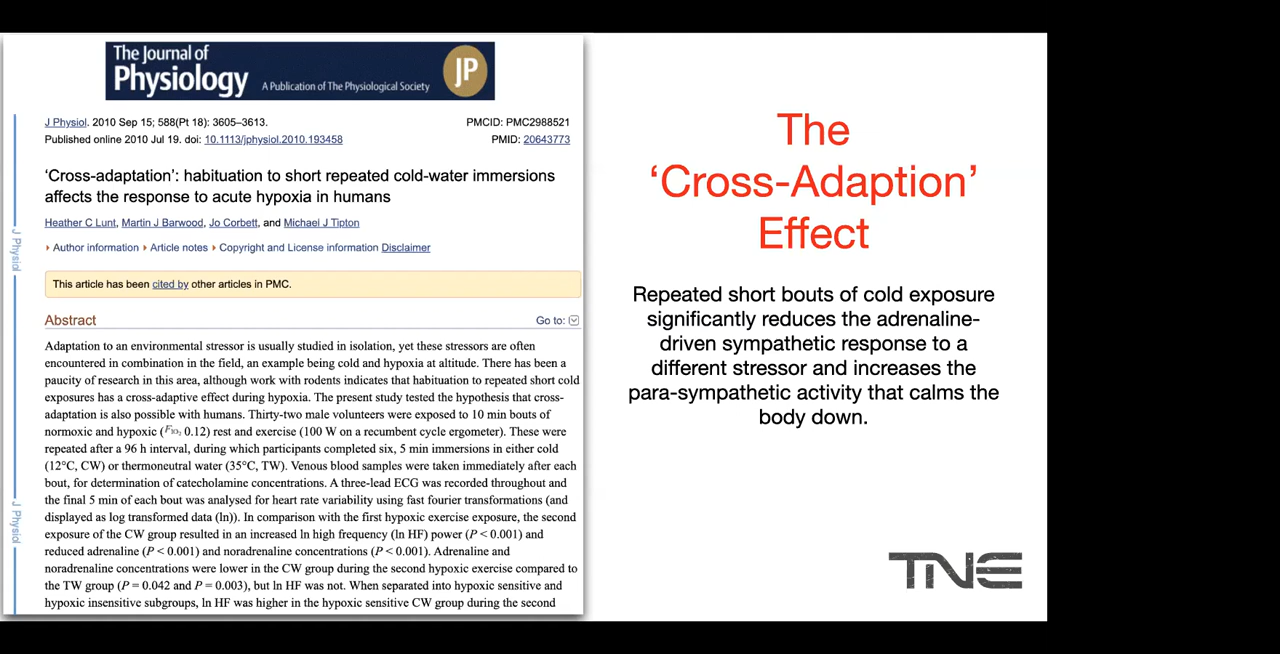 The Journal of
Physiology A Publication of The Physiological Society JP
J Physiol. 2010 Sep 15; 588(Pt 18): 3605–3613. PMCID: PMC2988521
Published online 2010 Jul 19. doi: 10.1113/jphysiol.2010.193458 PMID: 20643773
‘Cross-adaptation’: habituation to short repeated cold-water immersions
affects the response to acute hypoxia in humans
Heather C Lunt, Martin J Barwood, Jo Corbett, and Michael J Tipton
Author information Article notes Copyright and License information Disclaimer
This article has been cited by other articles in PMC.
Abstract Go to:
Adaptation to an environmental stressor is usually studied in isolation, yet these stressors are often
encountered in combination in the field, an example being cold and hypoxia at altitude. There has been a
paucity of research in this area, although work with rodents indicates that habituation to repeated short cold
exposures has a cross-adaptive effect during hypoxia. The present study tested the hypothesis that cross-
adaptation is also possible with humans. Thirty-two male volunteers were exposed to 10 min bouts of
normoxic and hypoxic (FIO2 0.12) rest and exercise (100 W on a recumbent cycle ergometer). These were
repeated after a 96 h interval, during which participants completed six, 5 min immersions in either cold
(12°C, CW) or thermoneutral water (35°C, TW). Venous blood samples were taken immediately after each
bout, for determination of catecholamine concentrations. A three-lead ECG was recorded throughout and
the final 5 min of each bout was analysed for heart rate variability using fast fourier transformations (and
displayed as log transformed data (ln)). In comparison with the first hypoxic exercise exposure, the second
exposure of the CW group resulted in an increased ln high frequency (ln HF) power (P < 0.001) and
reduced adrenaline (P < 0.001) and noradrenaline concentrations (P < 0.001). Adrenaline and
noradrenaline concentrations were lower in the CW group during the second hypoxic exercise compared to
the TW group (P = 0.042 and P = 0.003), but ln HF was not. When separated into hypoxic sensitive and
hypoxic insensitive subgroups, ln HF was higher in the hypoxic sensitive CW group during the second
J Physiol
J Physiol
The
‘Cross-Adaption’
Effect
Repeated short bouts of cold exposure
significantly reduces the adrenaline-
driven sympathetic response to a
different stressor and increases the
para-sympathetic activity that calms the
body down.
TNE